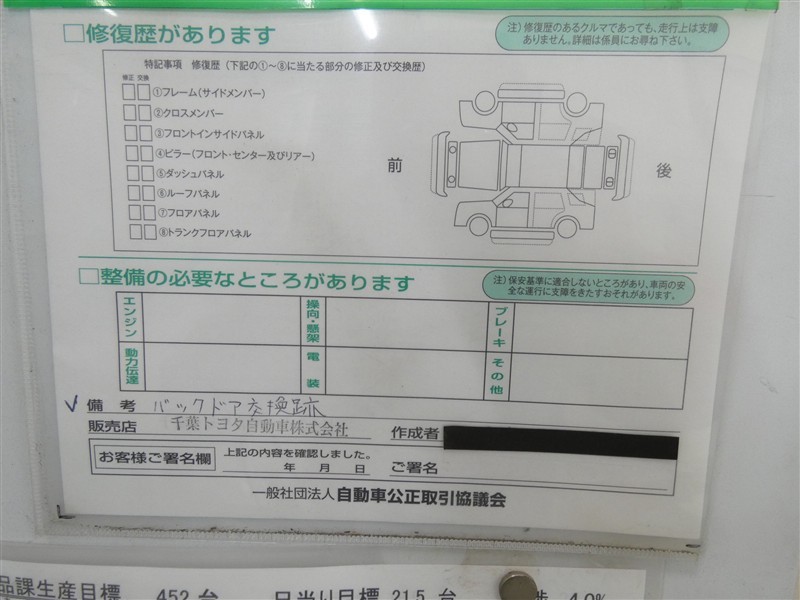 □修復歴があります
注)修復歴のあるクルマであっても、走行上は支障
ありません。詳細は係員にお尋ね下さい。
特記事項 修復歴(下記の①〜⑧に当たる部分の修正及び交換歴)
修正 交換
□□①フレーム(サイドメンバー)
□□②クロスメンバー
□□③フロントインサイドパネル
□□④ピラー(フロント・センター及びリアー)
□□⑤ダッシュパネル
□□⑥ルーフパネル
□□⑦フロアパネル
□□⑧トランクフロアパネル
前
後
□整備の必要なところがあります
注)保安基準に適合しないところがあり、車両の安
全な運行に支障をきたすおそれがあります。
エンジン
操向・懸架
ブレーキ
動力伝達
電装
その他
✓備考 バックドア交換跡
販売店 千葉トヨタ自動車株式会社 作成者
お客様ご署名欄
上記の内容を確認しました。
年 月 日 ご署名
一般社団法人 自動車公正取引協議会
品課生産目標 452 台 日当り目標 21.5 台 捗 4.0%